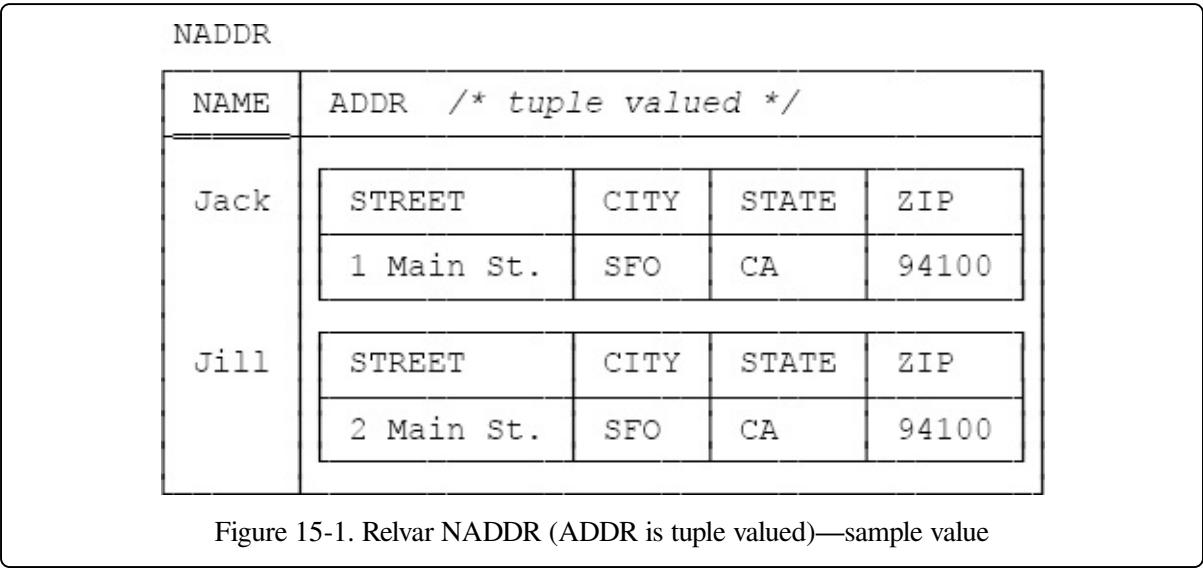 NADDR
NAME ADDR /* tuple valued */
Jack STREET CITY STATE ZIP
1 Main St. SFO CA 94100
Jill STREET CITY STATE ZIP
2 Main St. SFO CA 94100
Figure 15-1. Relvar NADDR (ADDR is tuple valued)—sample value